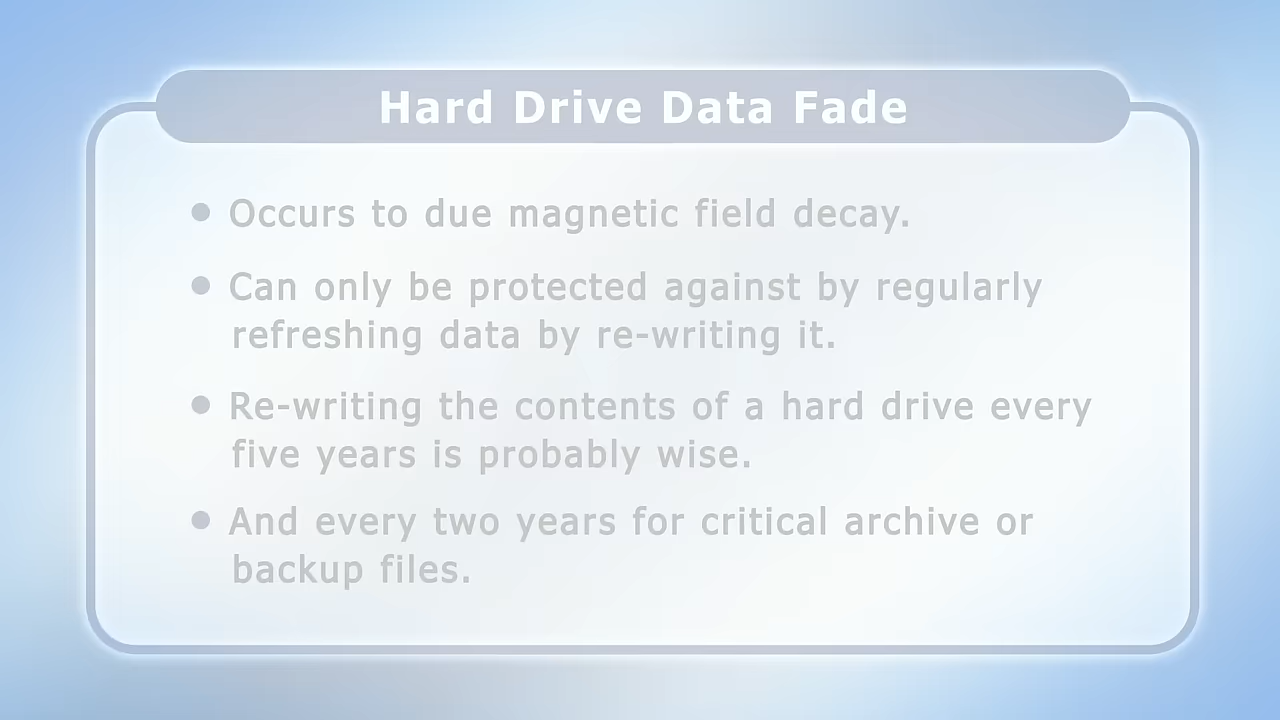 Hard Drive Data Fade
• Occurs to due magnetic field decay.
• Can only be protected against by regularly
refreshing data by re-writing it.
• Re-writing the contents of a hard drive every
five years is probably wise.
• And every two years for critical archive or
backup files.